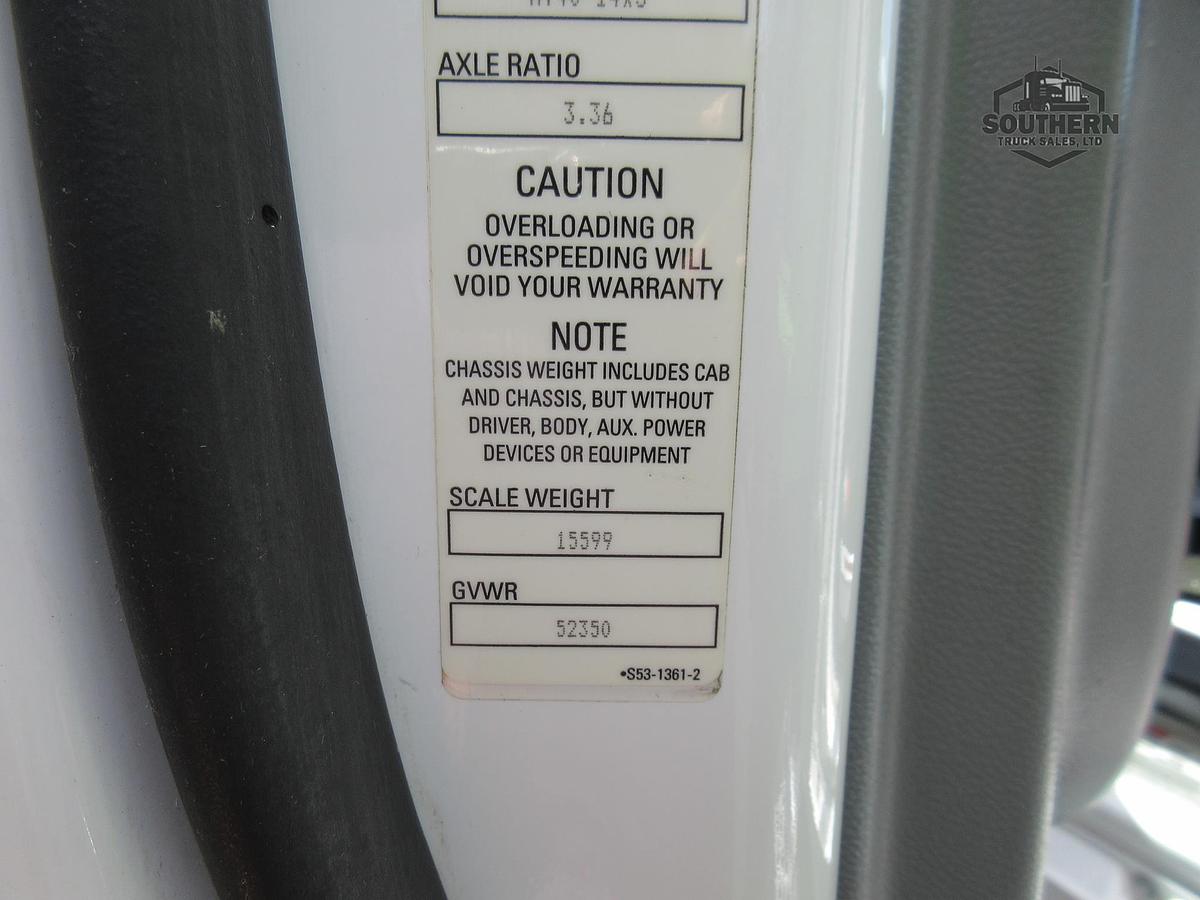 AXLE RATIO
3.36
CAUTION
OVERLOADING OR
OVERSPEEDING WILL
VOID YOUR WARRANTY
NOTE
CHASSIS WEIGHT INCLUDES CAB
AND CHASSIS, BUT WITHOUT
DRIVER, BODY, AUX. POWER
DEVICES OR EQUIPMENT
SCALE WEIGHT
15599
GVWR
52350
•S53-1361-2
SOUTHERN
TRUCK SALES, LTD